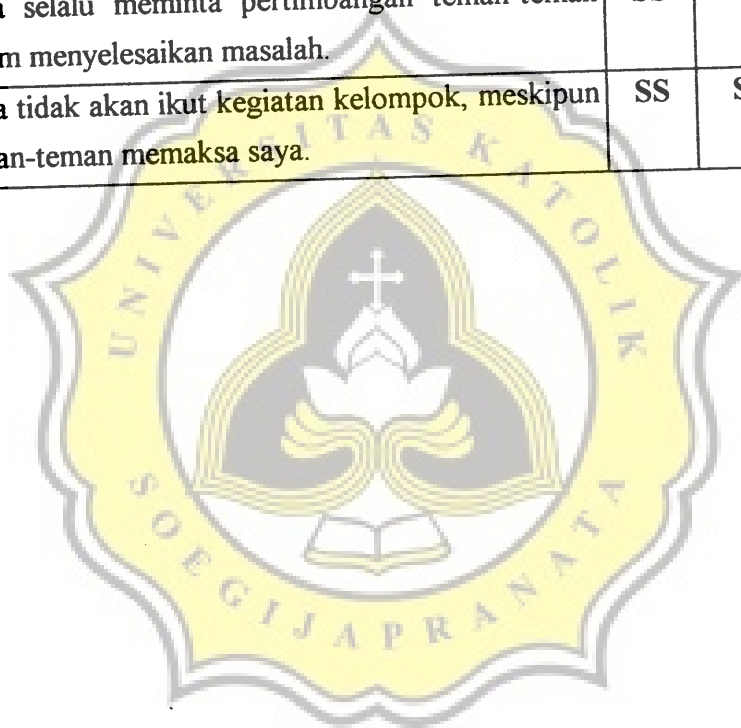 selalu meminta pertimbangan teman-teman
m menyelesaikan masalah.
a tidak akan ikut kegiatan kelompok, meskipun SS S
an-teman memaksa saya.
UNIVERSITAS KATOLIK
SOEGIJAPRANATA